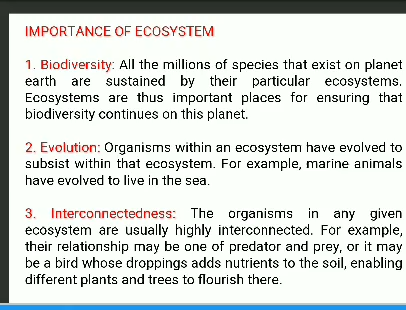 IMPORTANCE OF ECOSYSTEM
1. Biodiversity: All the millions of species that exist on planet
earth are sustained by their particular ecosystems.
Ecosystems are thus important places for ensuring that
biodiversity continues on this planet.
2. Evolution: Organisms within an ecosystem have evolved to
subsist within that ecosystem. For example, marine animals
have evolved to live in the sea.
3. Interconnectedness: The organisms in any given
ecosystem are usually highly interconnected. For example,
their relationship may be one of predator and prey, or it may
be a bird whose droppings adds nutrients to the soil, enabling
different plants and trees to flourish there.